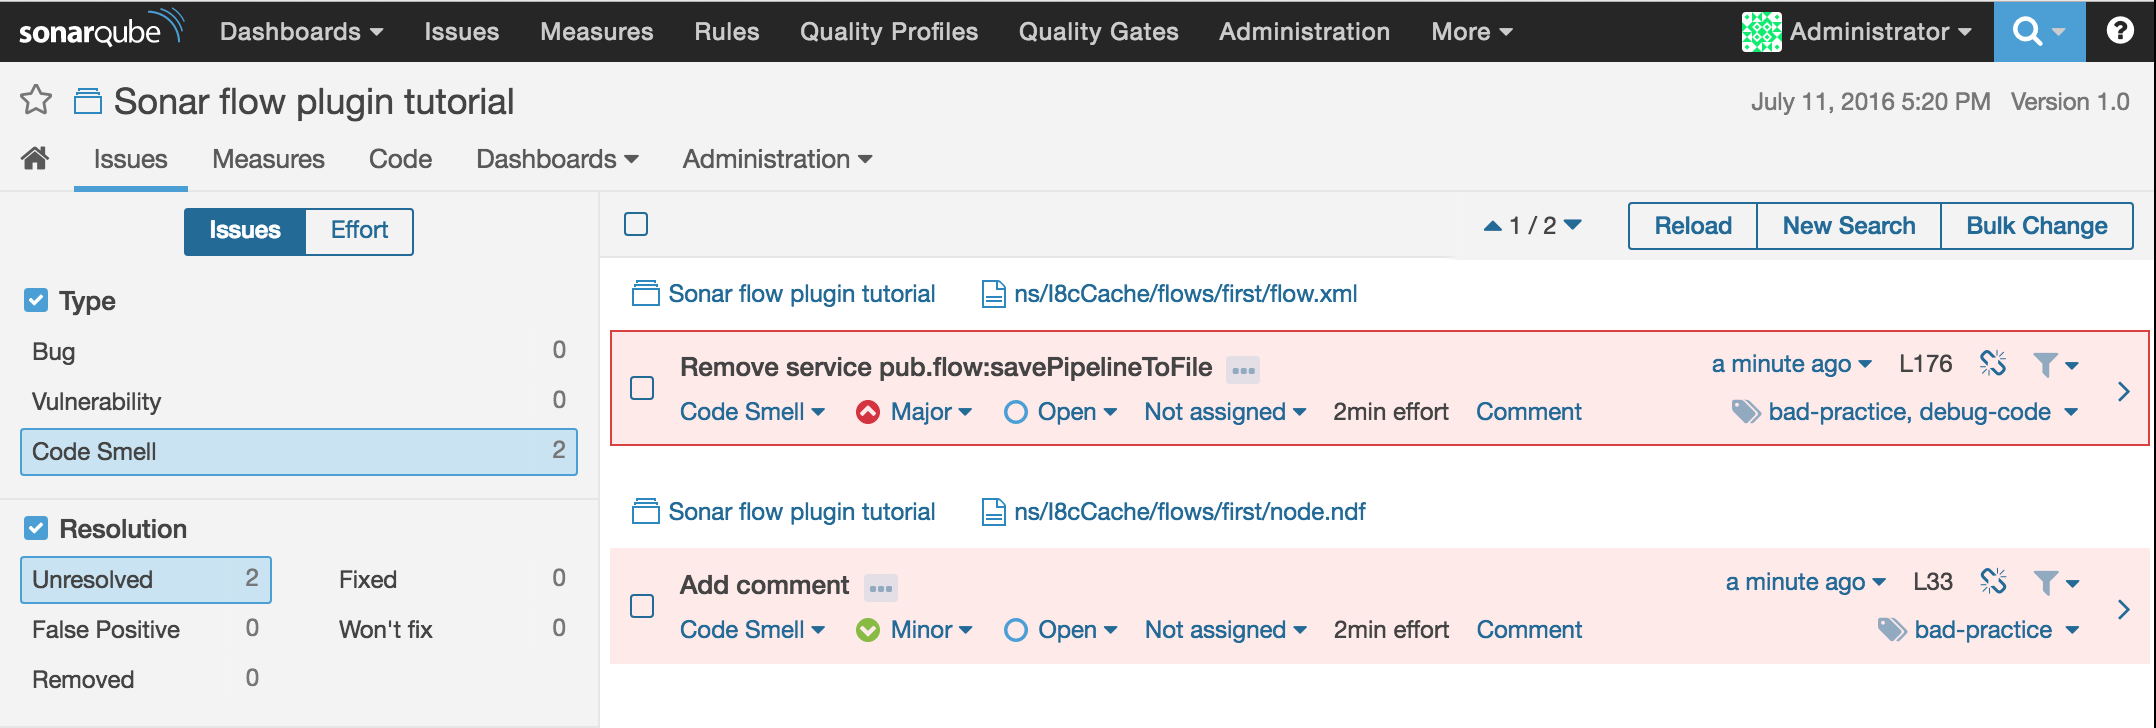 sonarqube Dashboards Issues Measures Rules Quality Profiles Quality Gates Administration More Administrator ?
Sonar flow plugin tutorial July 11, 2016 5:20 PM Version 1.0
Issues Measures Code Dashboards Administration
Issues Effort
1 / 2 Reload New Search Bulk Change
Type
Bug 0
Vulnerability 0
Code Smell 2
Resolution
Unresolved 2 Fixed 0
False Positive 0 Won't fix 0
Removed 0
Sonar flow plugin tutorial ns/I8cCache/flows/first/flow.xml
Remove service pub.flow:savePipelineToFile ... a minute ago L176
Code Smell Major Open Not assigned 2min effort Comment bad-practice, debug-code
Sonar flow plugin tutorial ns/I8cCache/flows/first/node.ndf
Add comment ... a minute ago L33
Code Smell Minor Open Not assigned 2min effort Comment bad-practice